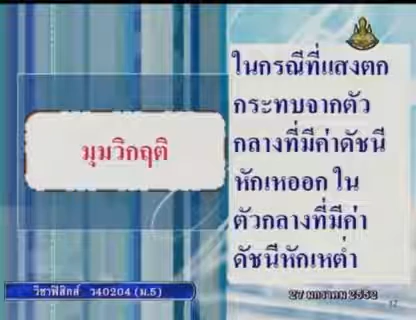 มุมวิกฤติ
ในกรณีที่แสงตก
กระทบจากตัว
กลางที่มีค่าดัชนี
หักเหออก ใน
ตัวกลางที่มีค่า
ดัชนีหักเหต่ำ
วิชาฟิสิกส์ ว40204 (ม.5)
27 มกราคม 2552